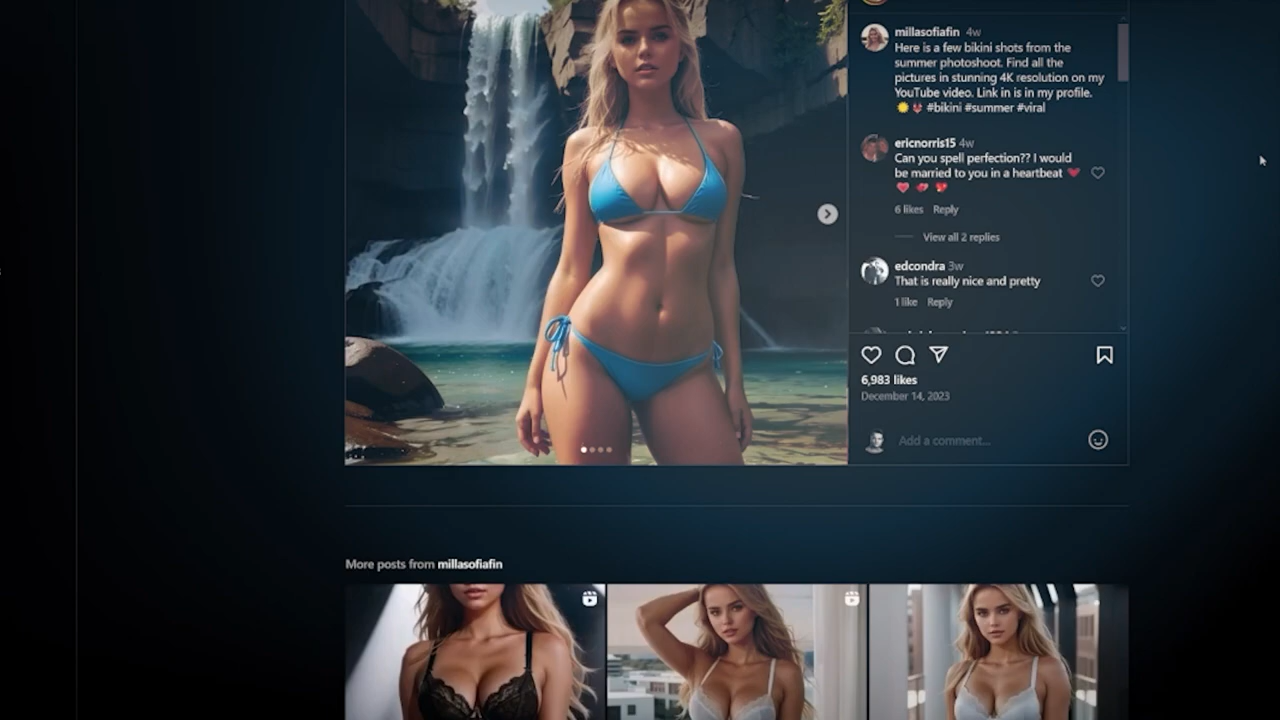 millasofiafin 4w
Here is a few bikini shots from the
summer photoshoot. Find all the
pictures in stunning 4K resolution on my
YouTube video. Link in is in my profile.
☀️👙 #bikini #summer #viral
ericnorris15 4w
Can you spell perfection?? I would
be married to you in a heartbeat
6 likes Reply
View all 2 replies
edcondra 3w
That is really nice and pretty
1 like Reply
6,983 likes
December 14, 2023
Add a comment...
More posts from millasofiafin